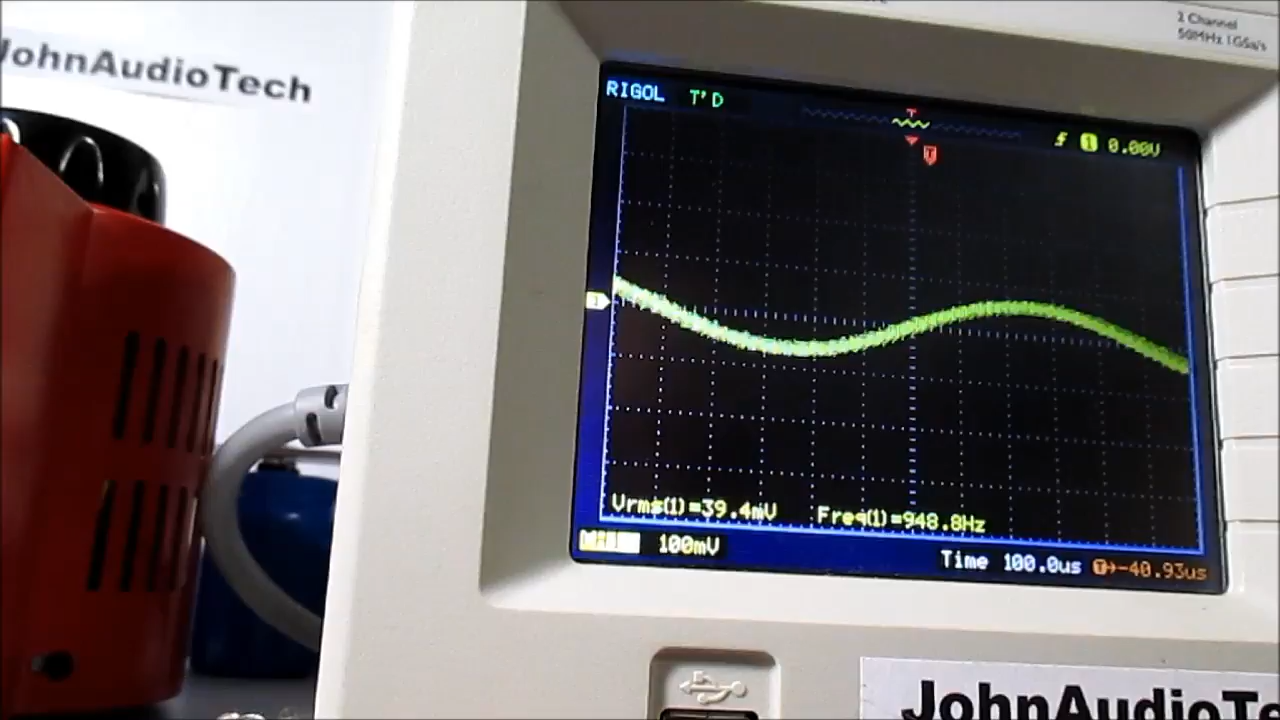 JohnAudioTech
2 Channel
50MHz 1GSa/s
RIGOL T'D 1 0.00V
Vrms(1)=39.4mV Freq(1)=948.8Hz
100mV Time 100.0us T→-40.93us
JohnAudioTe